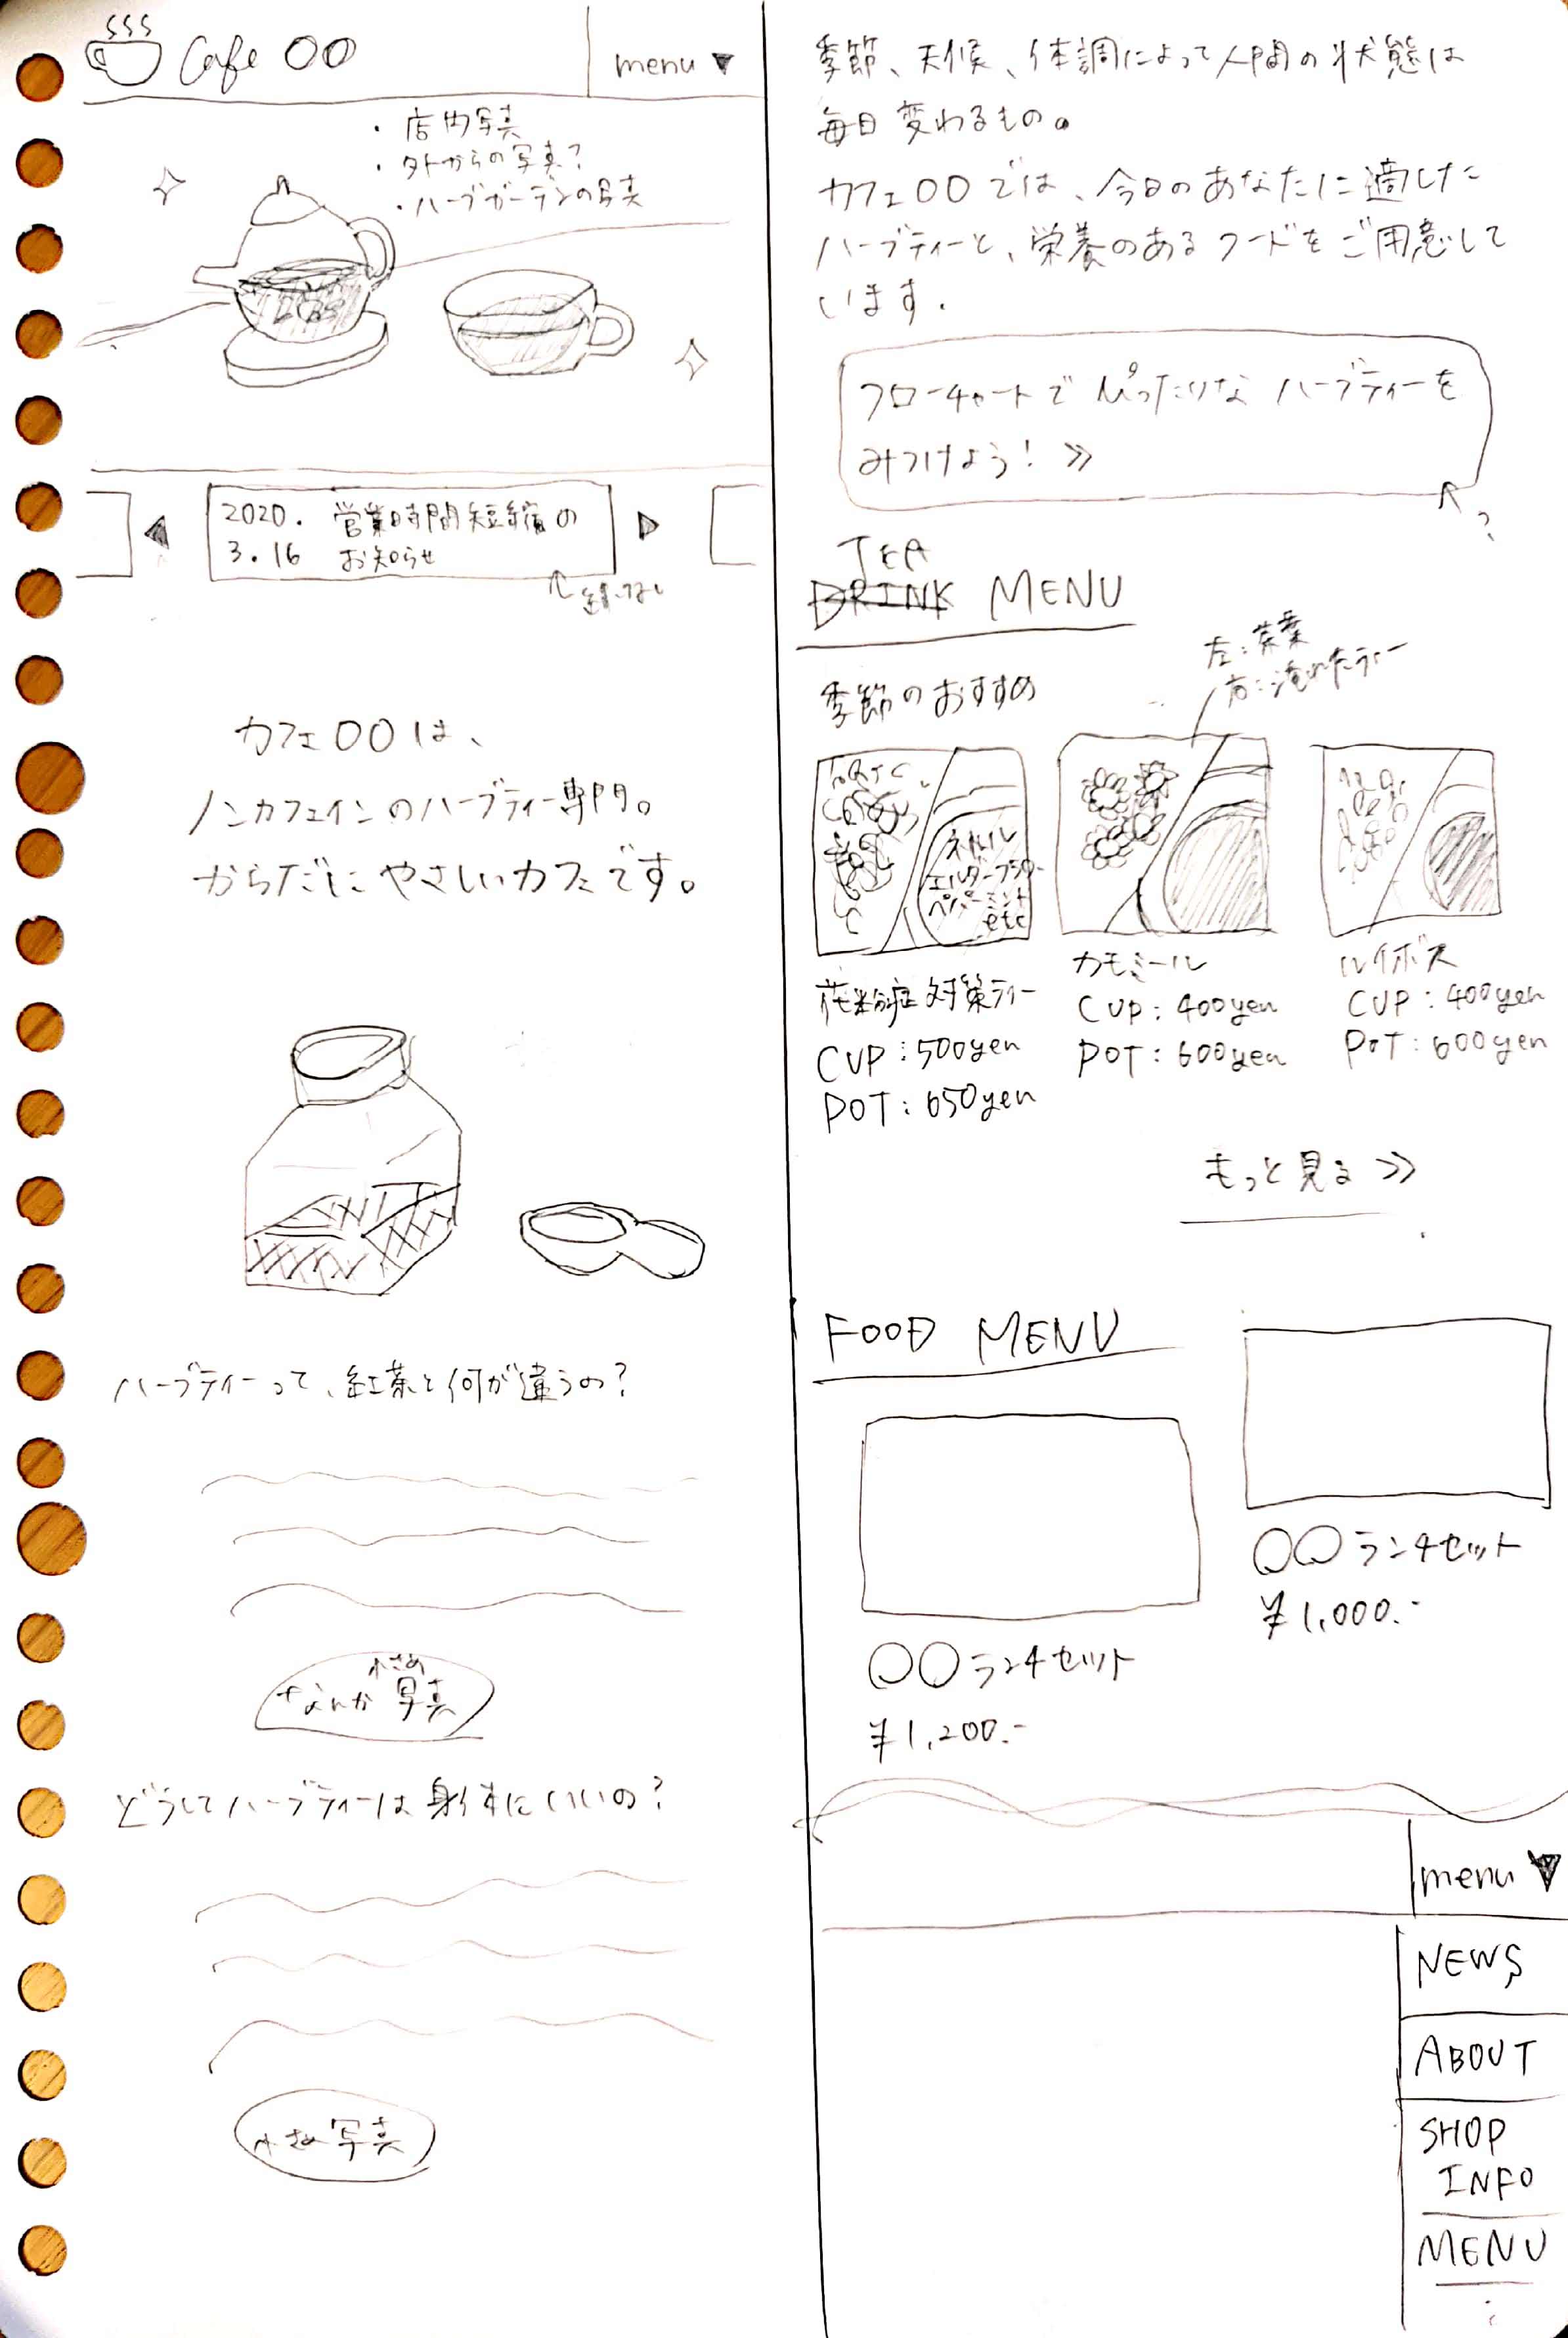 Cafe 〇〇
menu ▼
・店内写真
・外からの写真?
・ハーブガーデンの写真
2020. 営業時間短縮の
3.16 お知らせ
カフェ〇〇は、
ノンカフェインのハーブティー専門。
からだにやさしいカフェです。
ハーブティーって、紅茶と何が違うの?
小さめ
なんか写真
どうしてハーブティーは身体にいいの?
小さめ写真
季節、天候、体調によって人間の状態は
毎日変わるもの。
カフェ〇〇では、今日のあなたに適した
ハーブティーと、栄養のあるフードをご用意して
います.
フローチャートでぴったりなハーブティーを
みつけよう! ≫
?
TEA
DRINK MENU
左:茶葉
右:淹れたティー
季節のおすすめ
ネトル
エルダーフラワー
ペパーミント
etc
花粉症対策ティー
CUP:500yen
POT:650yen
カモミール
CUP:400yen
POT:600yen
ルイボス
CUP:400yen
POT:600yen
もっと見る ≫
FOOD MENU
〇〇ランチセット
¥1,200.-
〇〇ランチセット
¥1,000.-
menu ▼
NEWS
ABOUT
SHOP
INFO
MENU